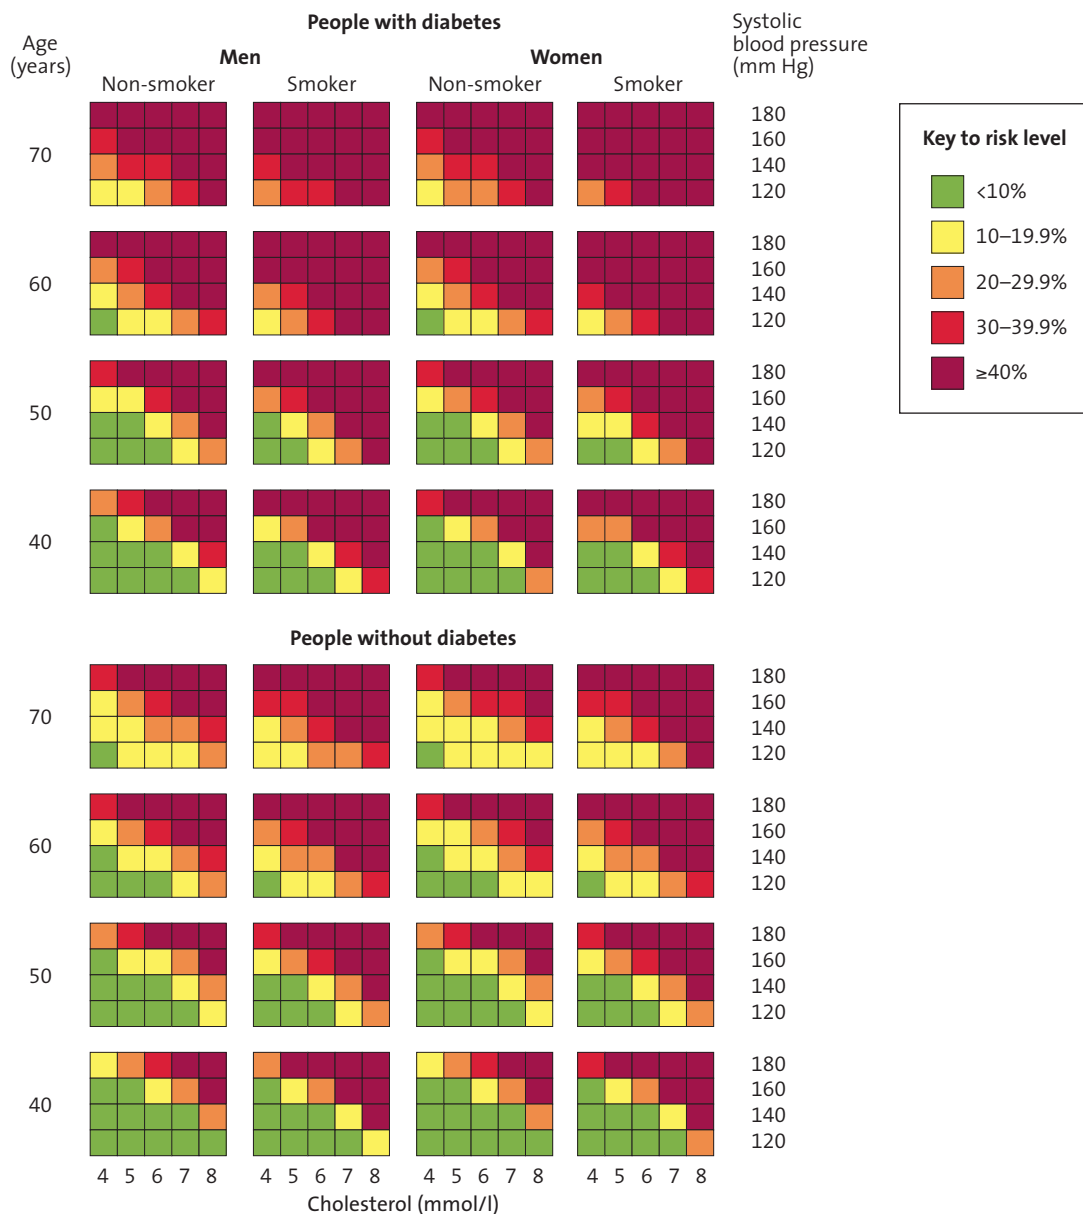 People with diabetes
Systolic
blood pressure
(mm Hg)
Age
(years)
Men
Women
Non-smoker
Smoker
Non-smoker
Smoker
70
180
160
140
120
60
180
160
140
120
50
180
160
140
120
40
180
160
140
120
Key to risk level
<10%
10–19.9%
20–29.9%
30–39.9%
≥40%
People without diabetes
70
180
160
140
120
60
180
160
140
120
50
180
160
140
120
40
180
160
140
120
4 5 6 7 8 4 5 6 7 8 4 5 6 7 8 4 5 6 7 8
Cholesterol (mmol/l)